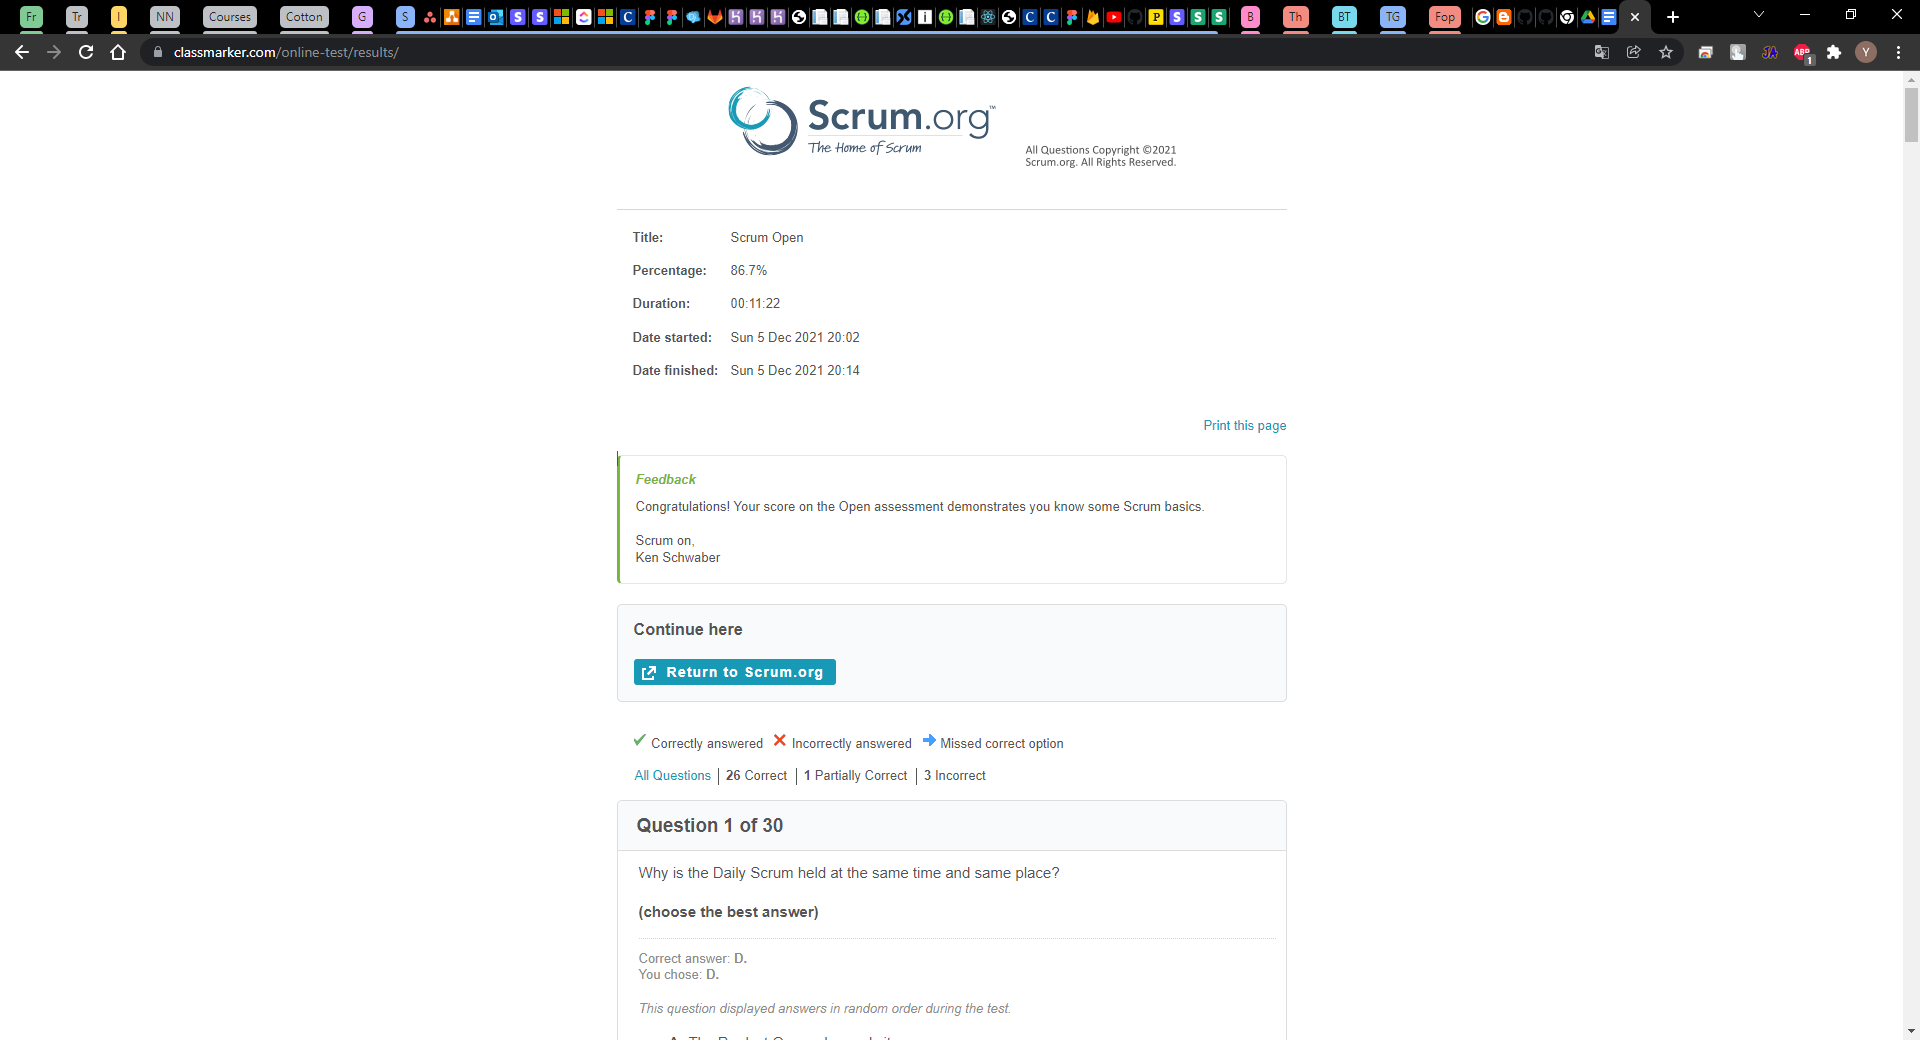 Fr Tr I NN Courses Cotton G S B Th BT TG Fop
classmarker.com/online-test/results/
Scrum.org™
The Home of Scrum
All Questions Copyright ©2021
Scrum.org. All Rights Reserved.
Title: Scrum Open
Percentage: 86.7%
Duration: 00:11:22
Date started: Sun 5 Dec 2021 20:02
Date finished: Sun 5 Dec 2021 20:14
Print this page
Feedback
Congratulations! Your score on the Open assessment demonstrates you know some Scrum basics.
Scrum on,
Ken Schwaber
Continue here
Return to Scrum.org
Correctly answered Incorrectly answered Missed correct option
All Questions | 26 Correct | 1 Partially Correct | 3 Incorrect
Question 1 of 30
Why is the Daily Scrum held at the same time and same place?
(choose the best answer)
Correct answer: D.
You chose: D.
This question displayed answers in random order during the test.